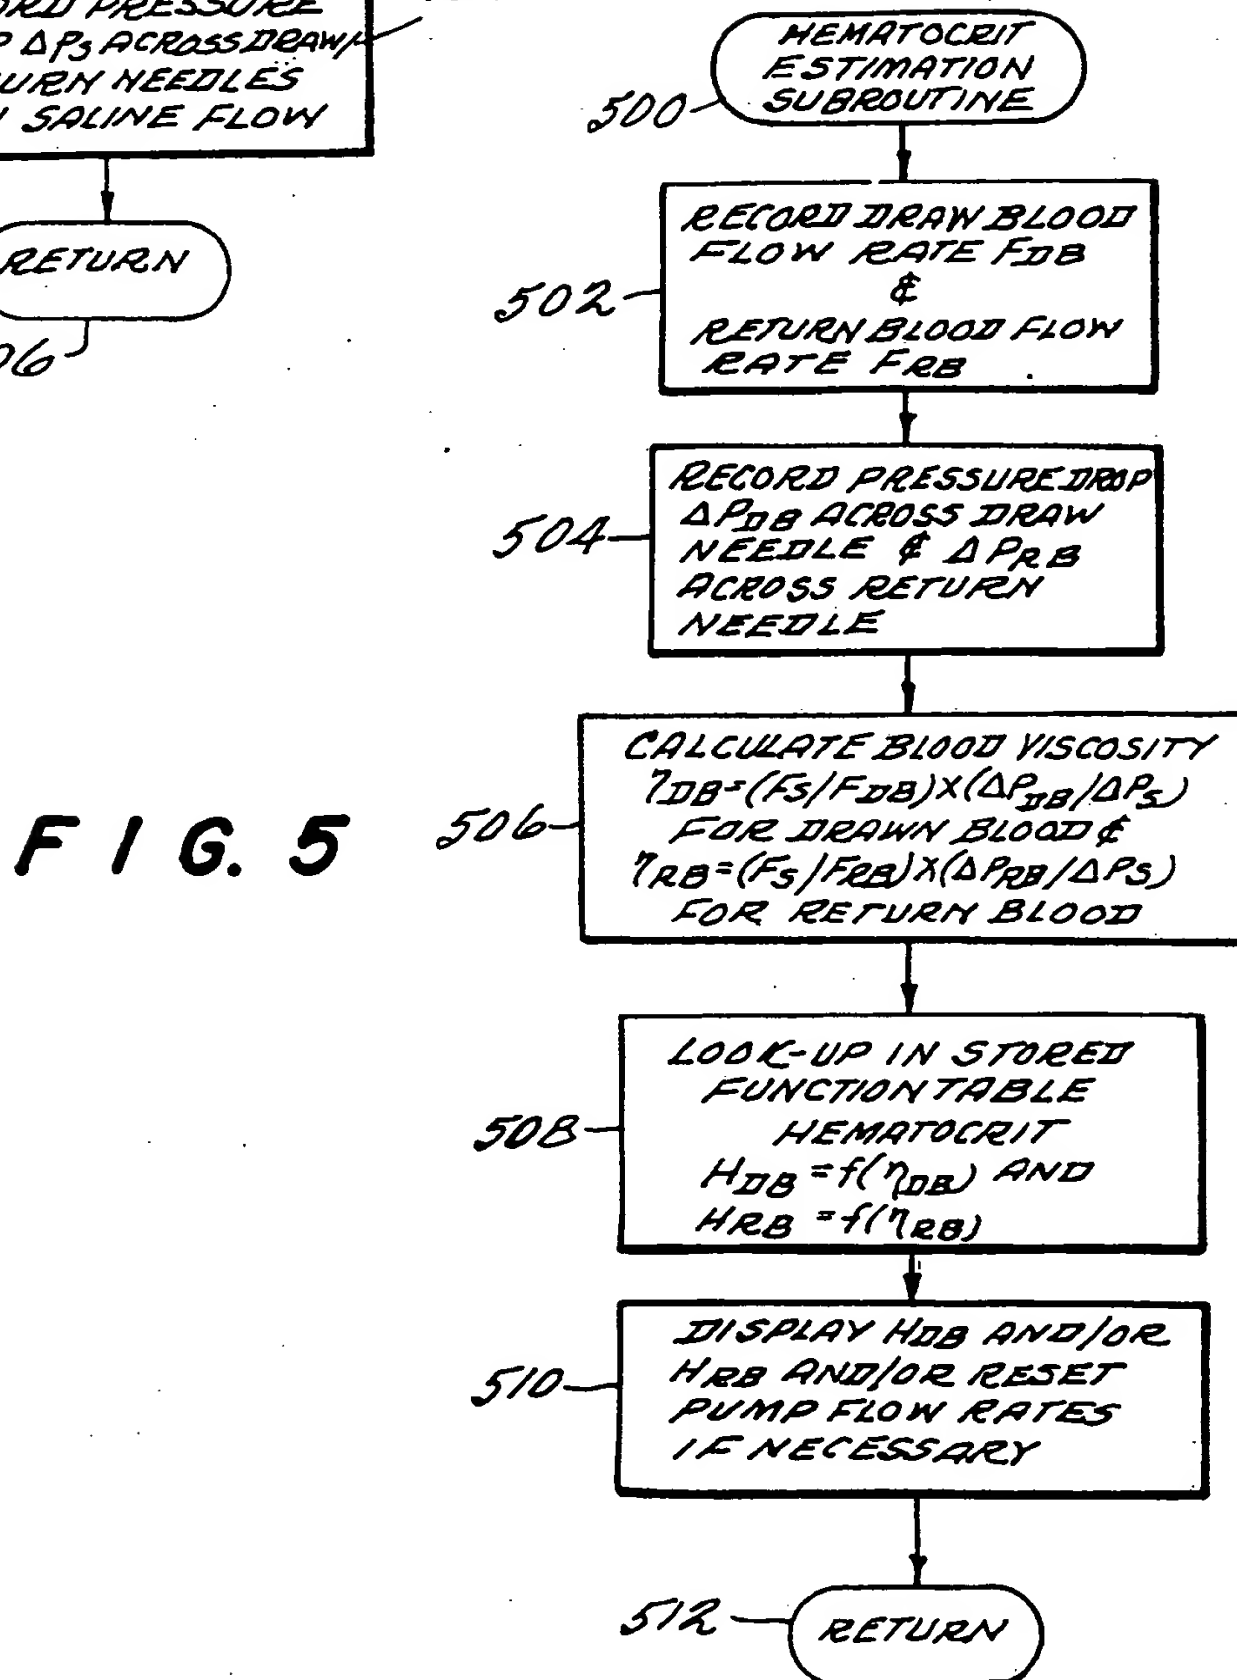 PRESSURE
ΔPS ACROSS DRAW/
NEEDLES
SALINE FLOW
RETURN
HEMATOCRIT
ESTIMATION
SUBROUTINE
500
RECORD DRAW BLOOD
FLOW RATE FDB
&
RETURN BLOOD FLOW
RATE FRB
502
RECORD PRESSURE DROP
ΔPDB ACROSS DRAW
NEEDLE & ΔPRB
ACROSS RETURN
NEEDLE
504
CALCULATE BLOOD VISCOSITY
ηDB=(FS/FDB)X(ΔPDB/ΔPS)
FOR DRAWN BLOOD &
ηRB=(FS/FRB)X(ΔPRB/ΔPS)
FOR RETURN BLOOD
506
FIG. 5
LOOK-UP IN STORED
FUNCTION TABLE
HEMATOCRIT
HDB=f(ηDB) AND
HRB=f(ηRB)
508
DISPLAY HDB AND/OR
HRB AND/OR RESET
PUMP FLOW RATES
IF NECESSARY
510
RETURN
512